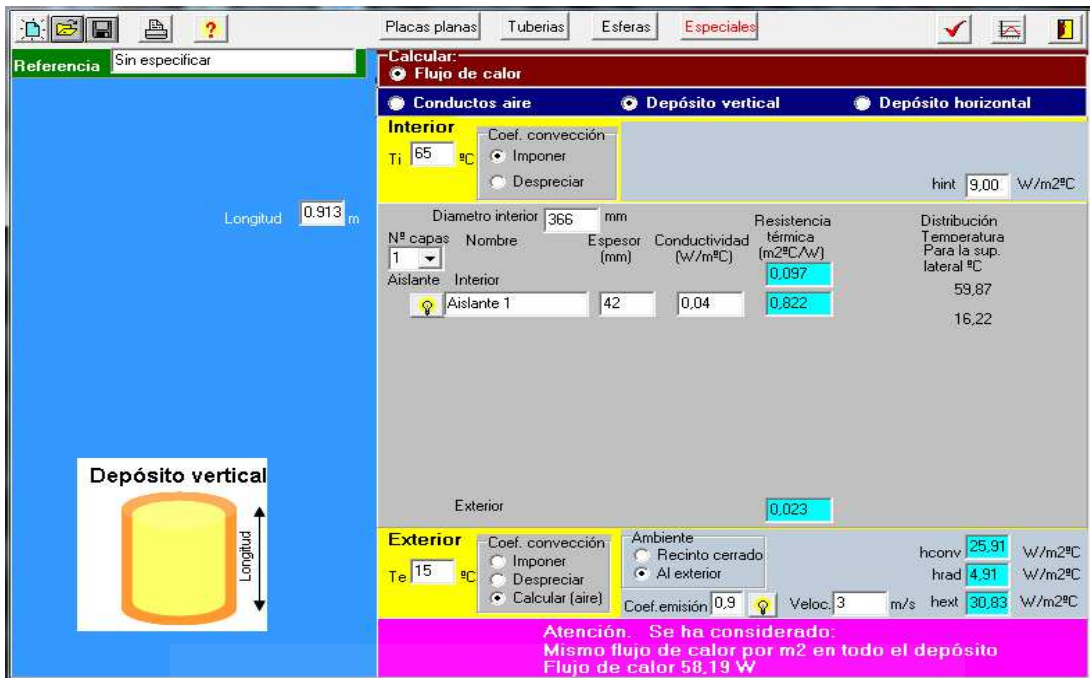 ?
Placas planas Tuberias Esferas Especiales
Referencia Sin especificar
Calcular:
Flujo de calor
Conductos aire Depósito vertical Depósito horizontal
Interior
Ti 65 ºC
Coef. convección
Imponer
Despreciar
hint 9,00 W/m2ºC
Longitud 0.913 m
Diametro interior 366 mm
Nª capas Nombre Espesor (mm) Conductividad (W/mºC) Resistencia térmica (m2ºC/W) Distribución Temperatura Para la sup. lateral ºC
1
0,097
Aislante Interior
59,87
Aislante 1 42 0,04 0,822
16,22
Depósito vertical
Longitud
Exterior 0,023
Exterior
Te 15 ºC
Coef. convección
Imponer
Despreciar
Calcular (aire)
Ambiente
Recinto cerrado
Al exterior
Coef.emisión 0,9 Veloc. 3 m/s
hconv 25,91 W/m2ºC
hrad 4,91 W/m2ºC
hext 30,83 W/m2ºC
Atención. Se ha considerado:
Mismo flujo de calor por m2 en todo el depósito
Flujo de calor 58,19 W